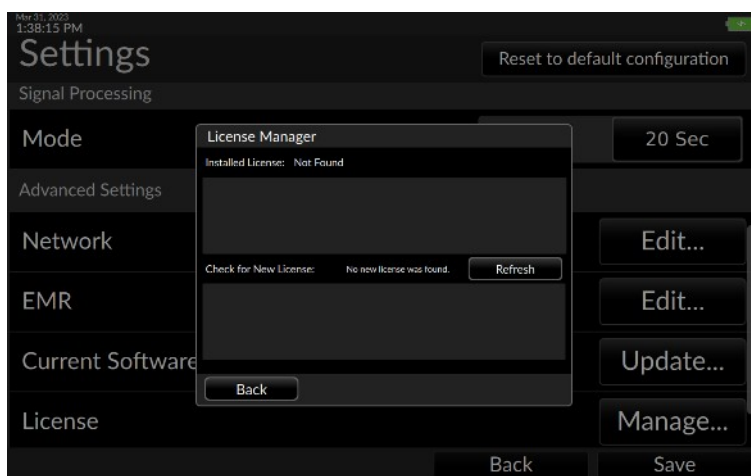 Mar 31, 2023
1:38:15 PM
Settings
Reset to default configuration
Signal Processing
Mode
20 Sec
License Manager
Installed License: Not Found
Advanced Settings
Network
Edit...
Check for New License: No new license was found. Refresh
EMR
Edit...
Current Software
Update...
Back
License
Manage...
Back
Save